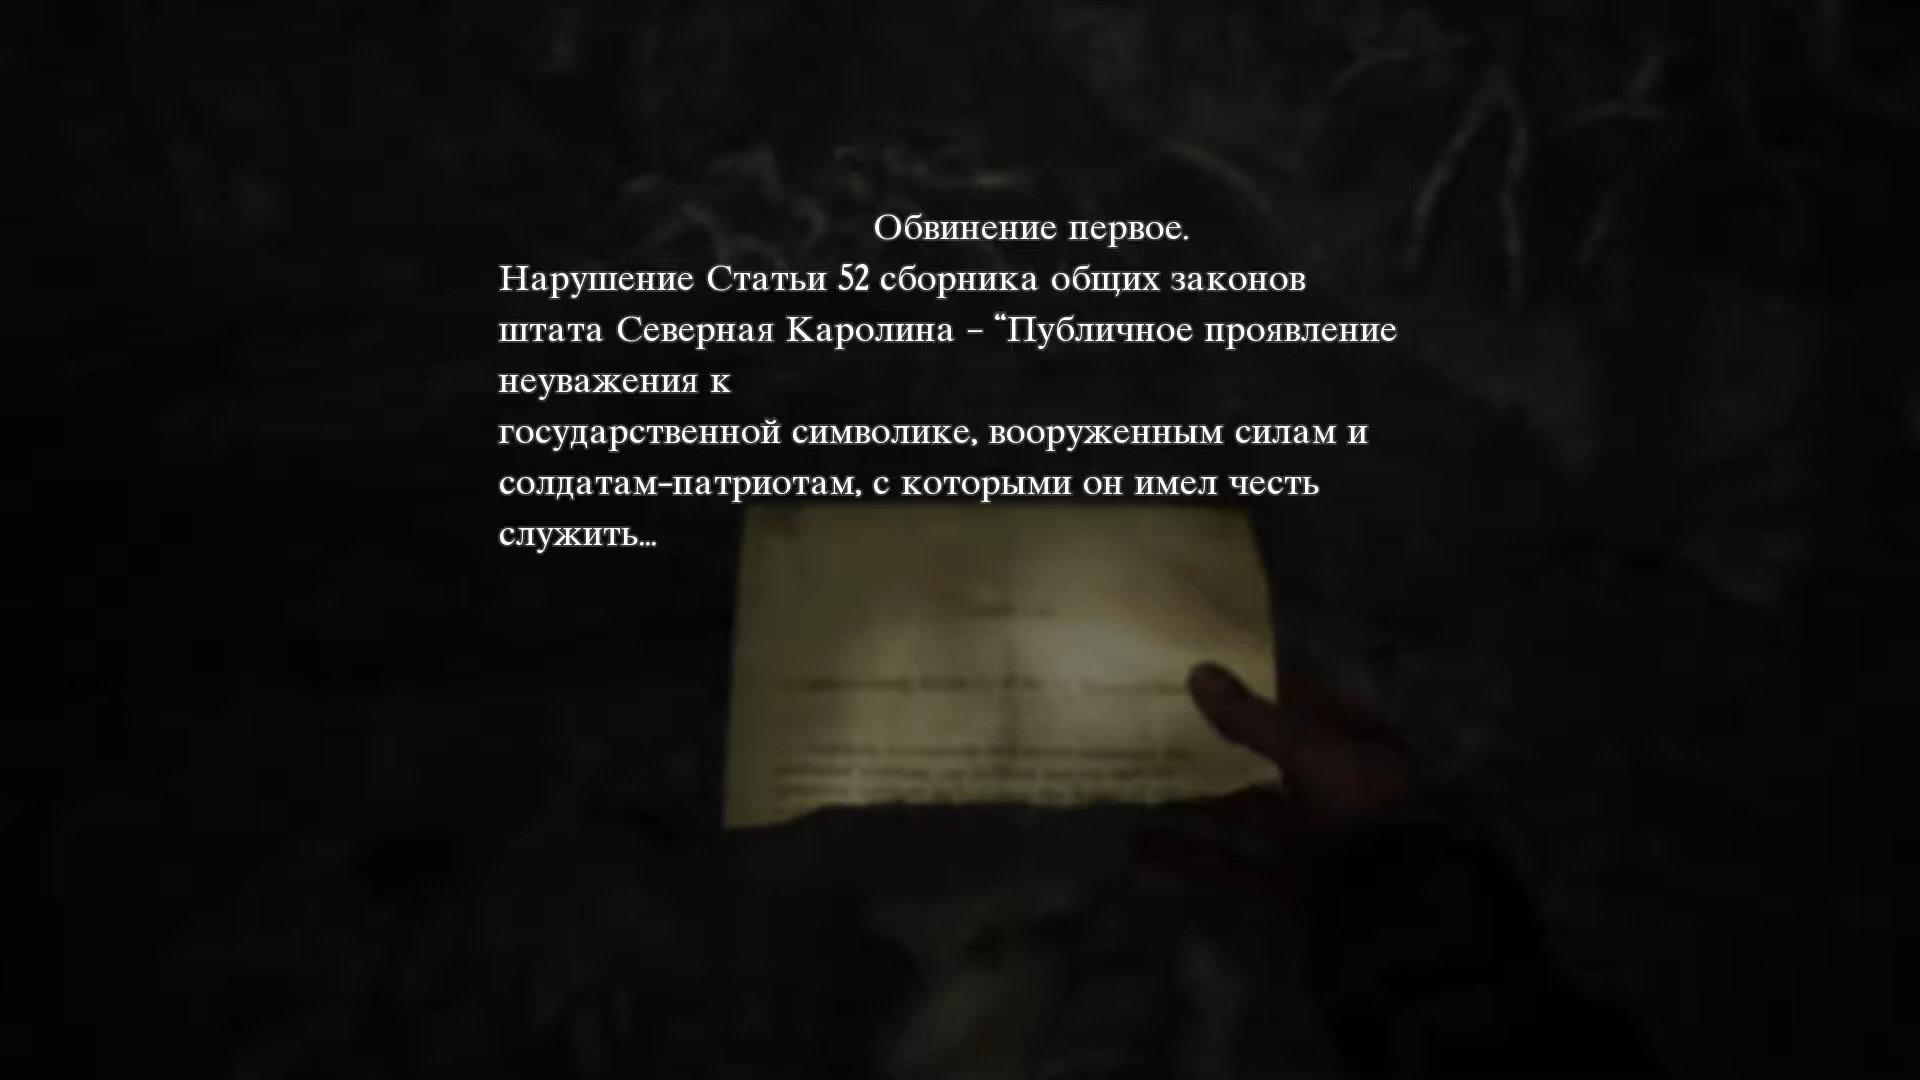 Обвинение первое.
Нарушение Статьи 52 сборника общих законов
штата Северная Каролина - “Публичное проявление
неуважения к
государственной символике, вооруженным силам и
солдатам-патриотам, с которыми он имел честь
служить...